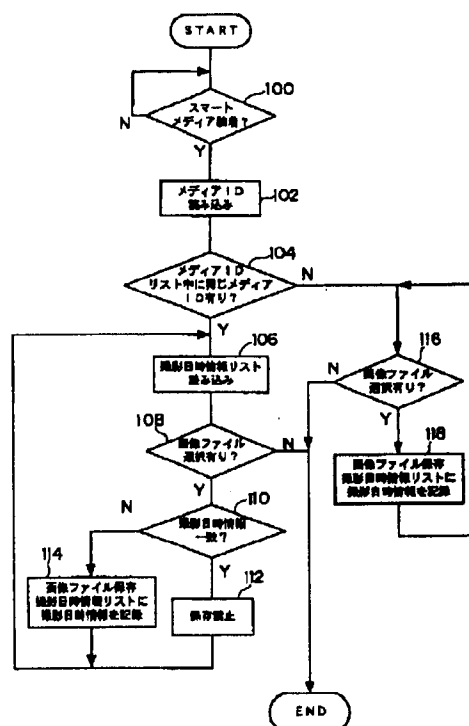 START
100
スマート
メディア装着?
N
Y
メディアID
読み込み
102
104
メディアID
リスト中に同じメディア
ID有り?
N
Y
106
撮影日時情報リスト
読み込み
116
N
画像ファイル
選択有り?
Y
108
画像ファイル
選択有り?
N
Y
118
画像ファイル保存
撮影日時情報リストに
撮影日時情報を記録
110
N
撮影日時情報
一致?
Y
114
画像ファイル保存
撮影日時情報リストに
撮影日時情報を記録
112
保存禁止
END